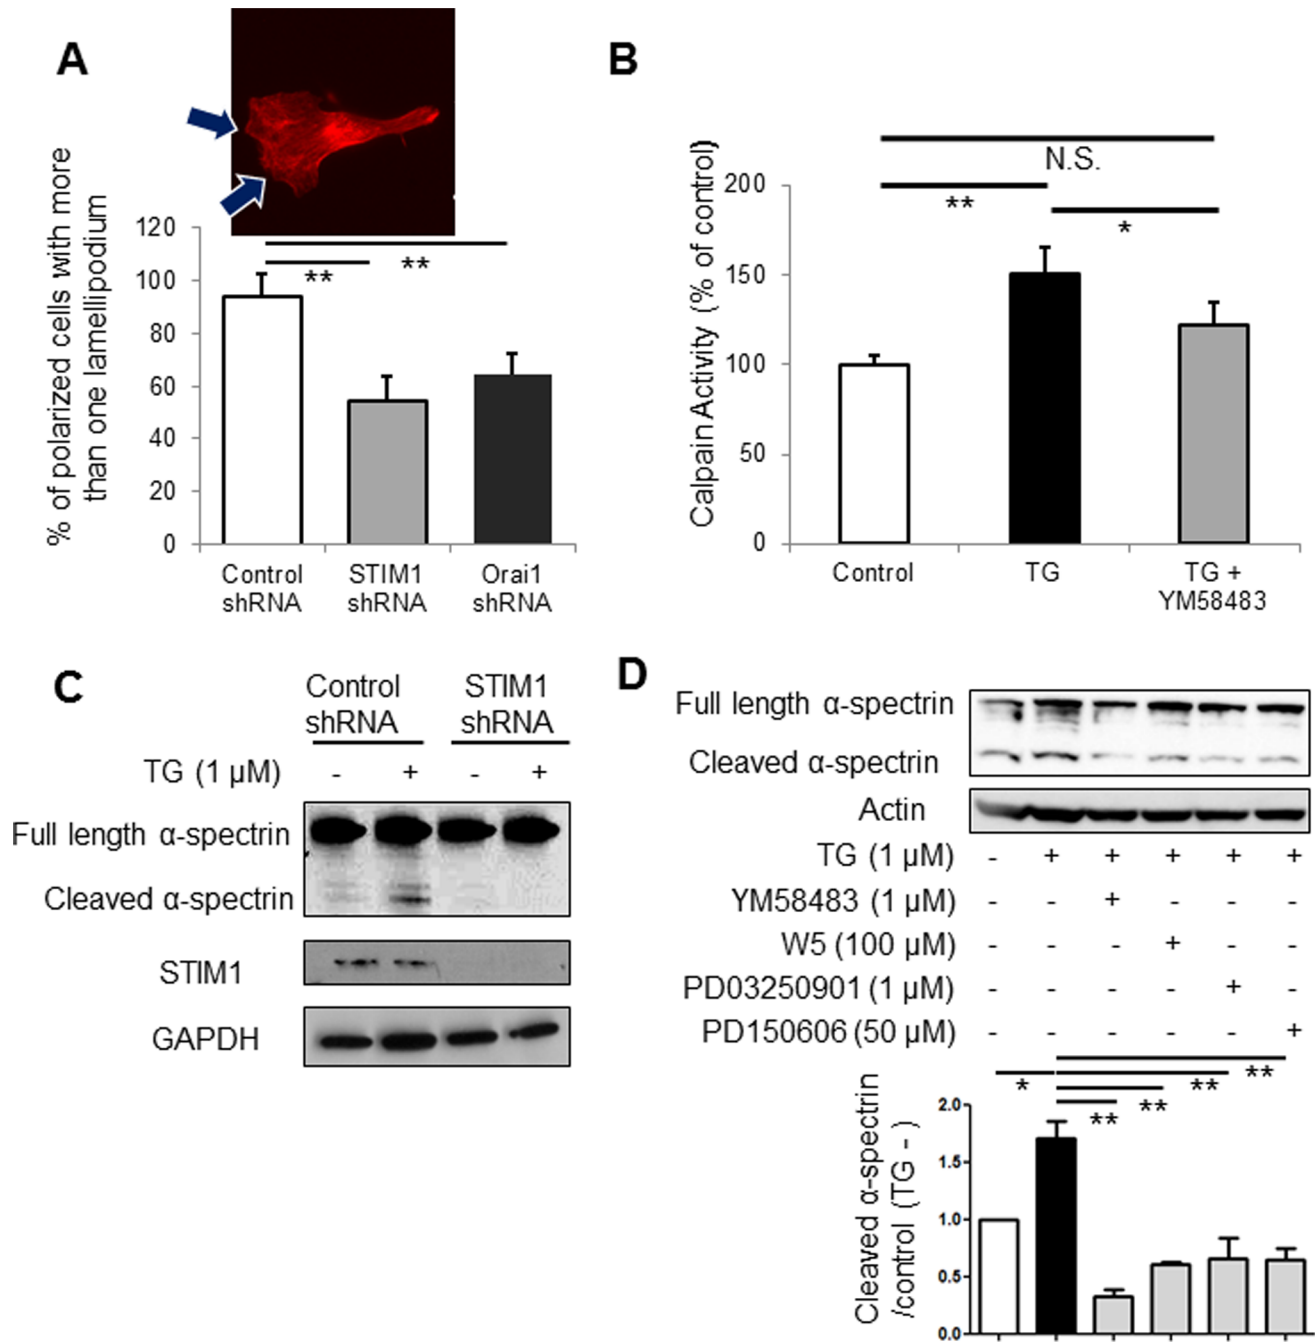 A
% of polarized cells with more
than one lamellipodium
120
100
80
60
40
20
0
**
**
Control
shRNA
STIM1
shRNA
Orai1
shRNA
B
Calpain Activity (% of control)
200
150
100
50
0
N.S.
**
*
Control
TG
TG +
YM58483
C
Control
shRNA
STIM1
shRNA
TG (1 µM) - + - +
Full length α-spectrin
Cleaved α-spectrin
STIM1
GAPDH
D
Full length α-spectrin
Cleaved α-spectrin
Actin
TG (1 µM) - + + + + +
YM58483 (1 µM) - - + - - -
W5 (100 µM) - - - + - -
PD03250901 (1 µM) - - - - + -
PD150606 (50 µM) - - - - - +
Cleaved α-spectrin
/control (TG - )
2.0
1.5
1.0
0.5
0.0
*
**
**
**
**